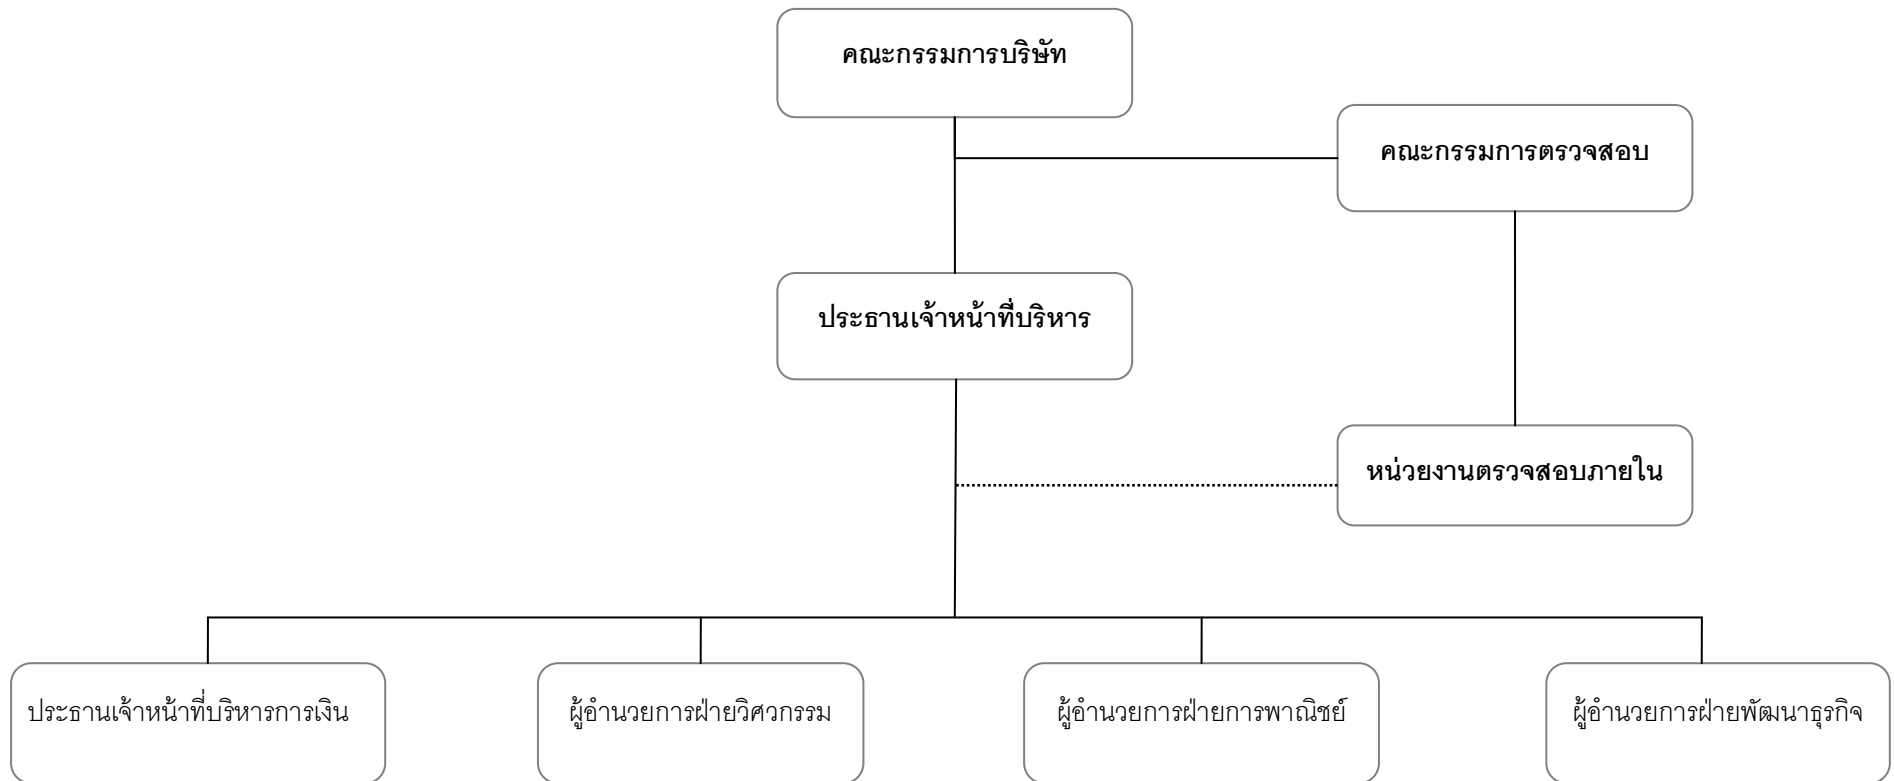 คณะกรรมการบริษัท
คณะกรรมการตรวจสอบ
ประธานเจ้าหน้าที่บริหาร
หน่วยงานตรวจสอบภายใน
ประธานเจ้าหน้าที่บริหารการเงิน
ผู้อำนวยการฝ่ายวิศวกรรม
ผู้อำนวยการฝ่ายการพาณิชย์
ผู้อำนวยการฝ่ายพัฒนาธุรกิจ